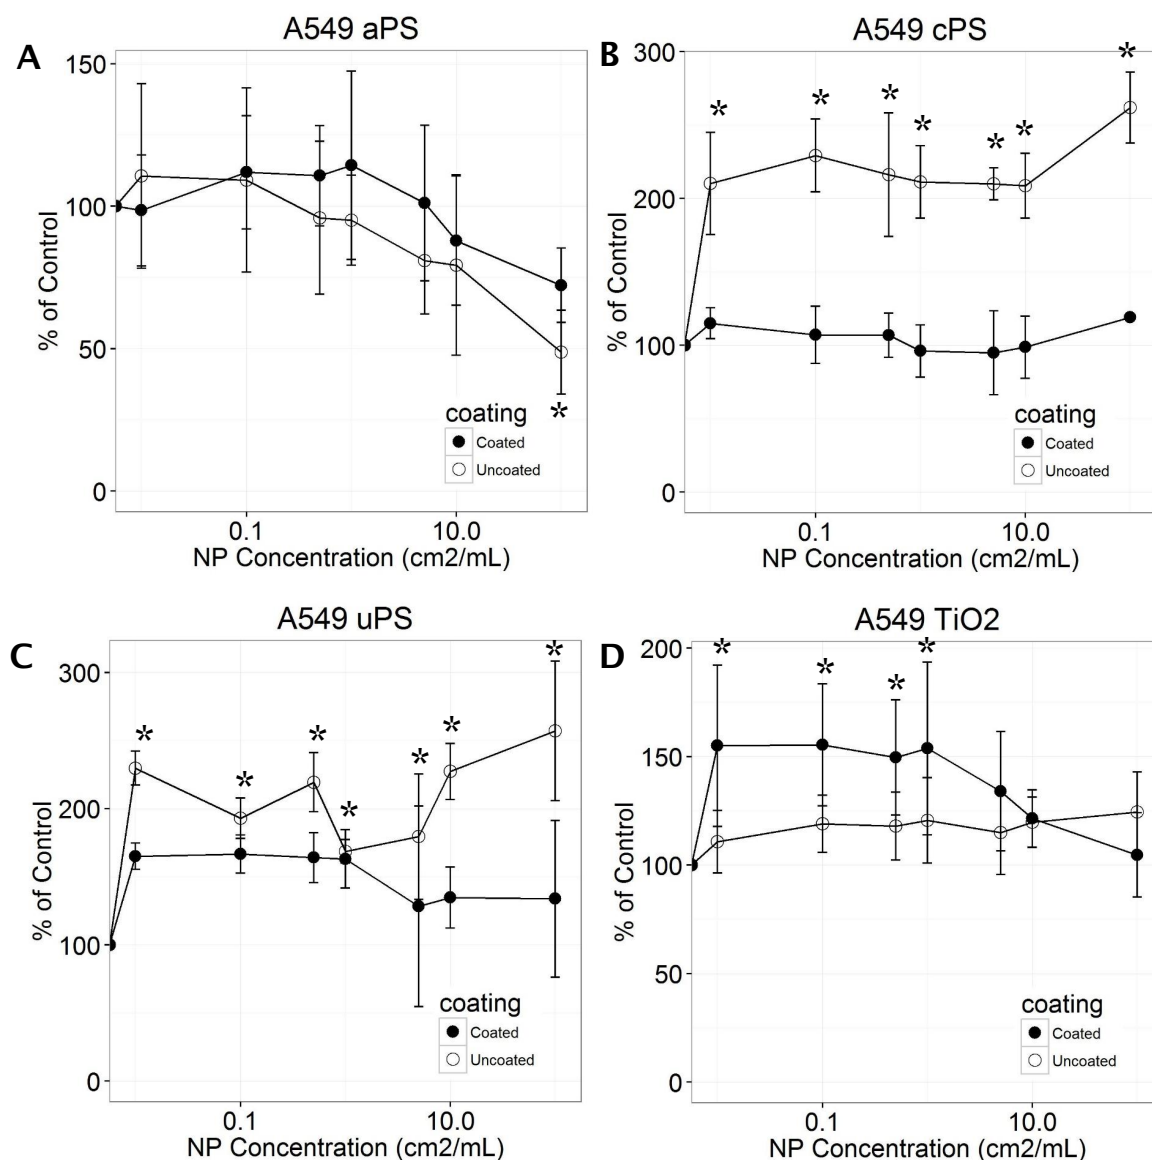 A
A549 aPS
150
100
50
0
% of Control
*
coating
Coated
Uncoated
0.1
10.0
NP Concentration (cm2/mL)
B
A549 cPS
300
200
100
0
% of Control
* * * * * * *
coating
Coated
Uncoated
0.1
10.0
NP Concentration (cm2/mL)
C
A549 uPS
300
200
100
0
% of Control
* * * * * * *
coating
Coated
Uncoated
0.1
10.0
NP Concentration (cm2/mL)
D
A549 TiO2
200
150
100
50
0
% of Control
* * * *
coating
Coated
Uncoated
0.1
10.0
NP Concentration (cm2/mL)